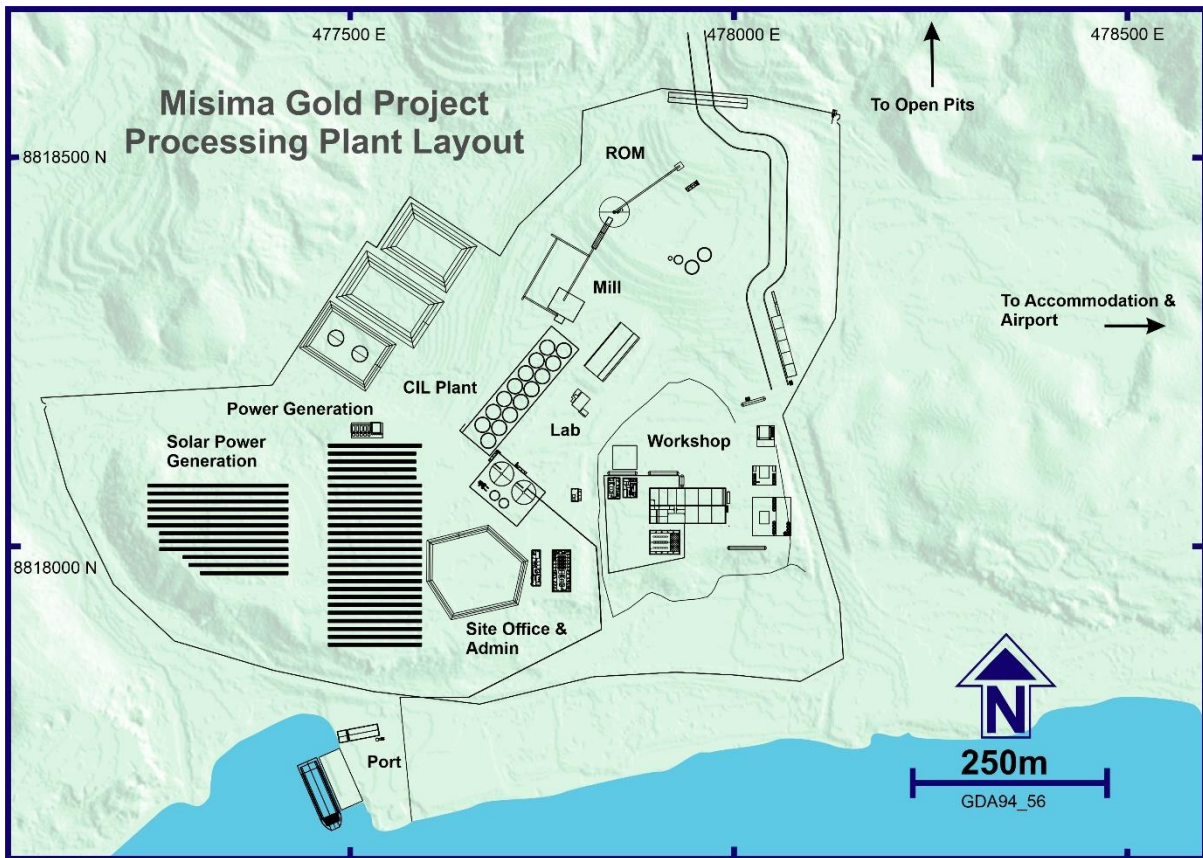 477500 E
478000 E
478500 E
Misima Gold Project
Processing Plant Layout
To Open Pits
8818500 N
ROM
Mill
To Accommodation &
Airport
CIL Plant
Power Generation
Lab
Solar Power
Generation
Workshop
8818000 N
Site Office &
Admin
N
Port
250m
GDA94_56